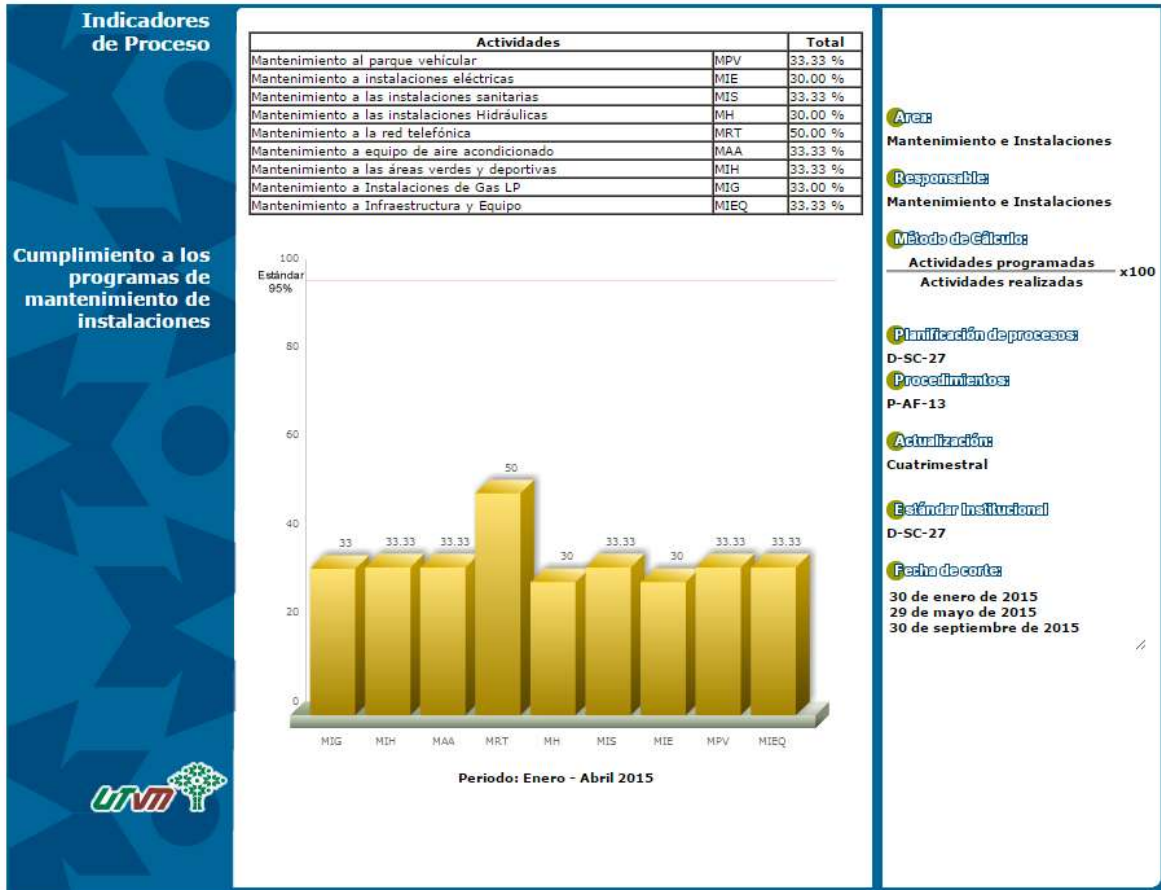 Indicadores
de Proceso
Cumplimiento a los
programas de
mantenimiento de
instalaciones
UTVM
Actividades Total
Mantenimiento al parque vehícular MPV 33.33 %
Mantenimiento a instalaciones eléctricas MIE 30.00 %
Mantenimiento a las instalaciones sanitarias MIS 33.33 %
Mantenimiento a las instalaciones Hidráulicas MH 30.00 %
Mantenimiento a la red telefónica MRT 50.00 %
Mantenimiento a equipo de aire acondicionado MAA 33.33 %
Mantenimiento a las áreas verdes y deportivas MIH 33.33 %
Mantenimiento a Instalaciones de Gas LP MIG 33.00 %
Mantenimiento a Infraestructura y Equipo MIEQ 33.33 %
100
Estándar
95%
80
60
40
20
0
33 33.33 33.33 50 30 33.33 30 33.33 33.33
MIG MIH MAA MRT MH MIS MIE MPV MIEQ
Periodo: Enero - Abril 2015
Area:
Mantenimiento e Instalaciones
Responsable:
Mantenimiento e Instalaciones
Método de Cálculo:
Actividades programadas
x100
Actividades realizadas
Planificación de procesos:
D-SC-27
Procedimientos:
P-AF-13
Actualización:
Cuatrimestral
Estándar Institucional
D-SC-27
Fecha de corte:
30 de enero de 2015
29 de mayo de 2015
30 de septiembre de 2015